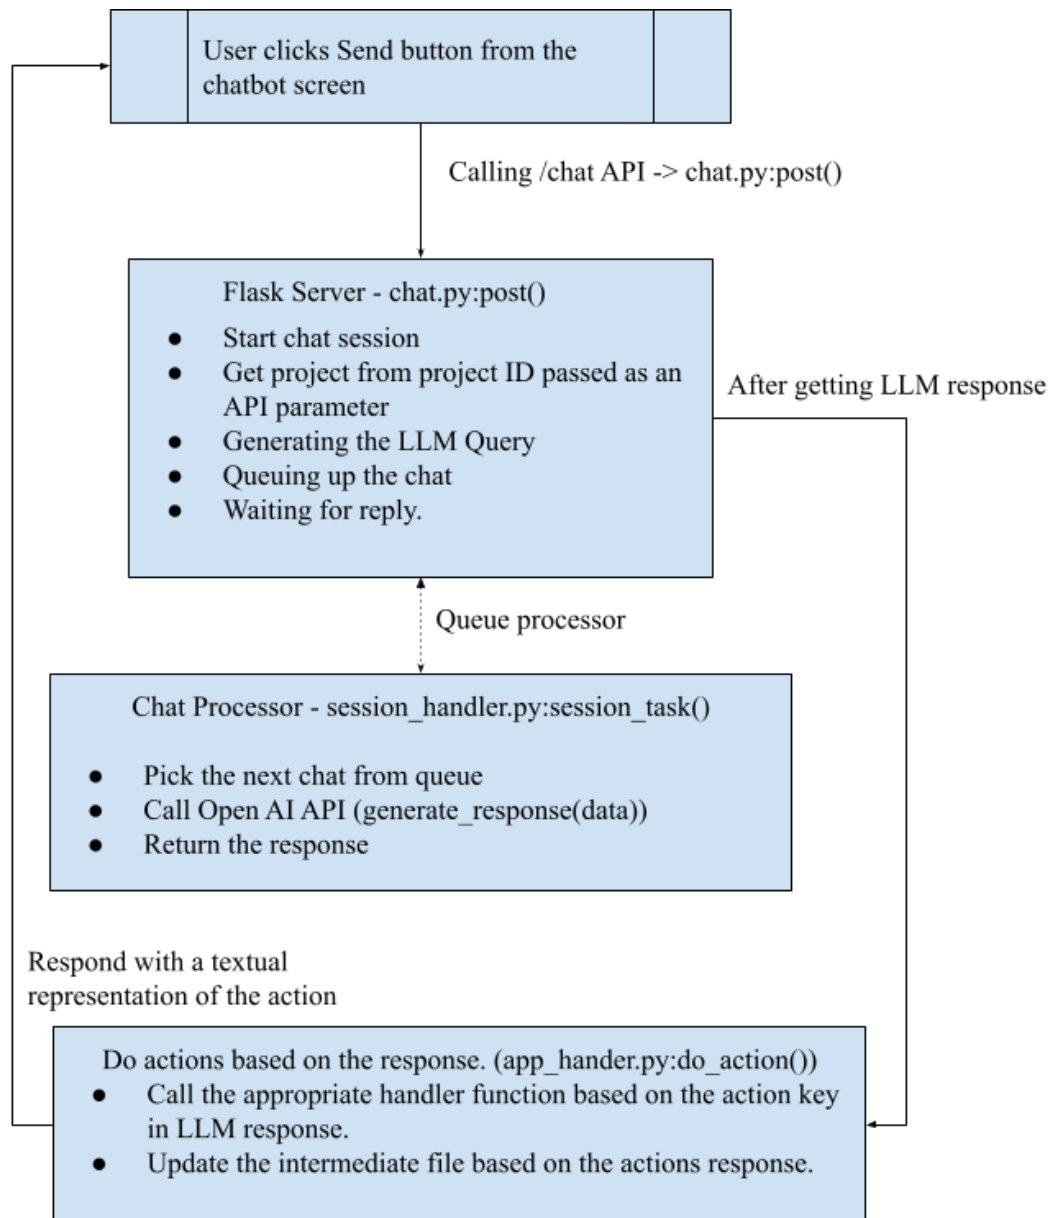 User clicks Send button from the
chatbot screen
Calling /chat API -> chat.py:post()
Flask Server - chat.py:post()
● Start chat session
● Get project from project ID passed as an
API parameter
● Generating the LLM Query
● Queuing up the chat
● Waiting for reply.
After getting LLM response
Queue processor
Chat Processor - session_handler.py:session_task()
● Pick the next chat from queue
● Call Open AI API (generate_response(data))
● Return the response
Respond with a textual
representation of the action
Do actions based on the response. (app_hander.py:do_action())
● Call the appropriate handler function based on the action key
in LLM response.
● Update the intermediate file based on the actions response.